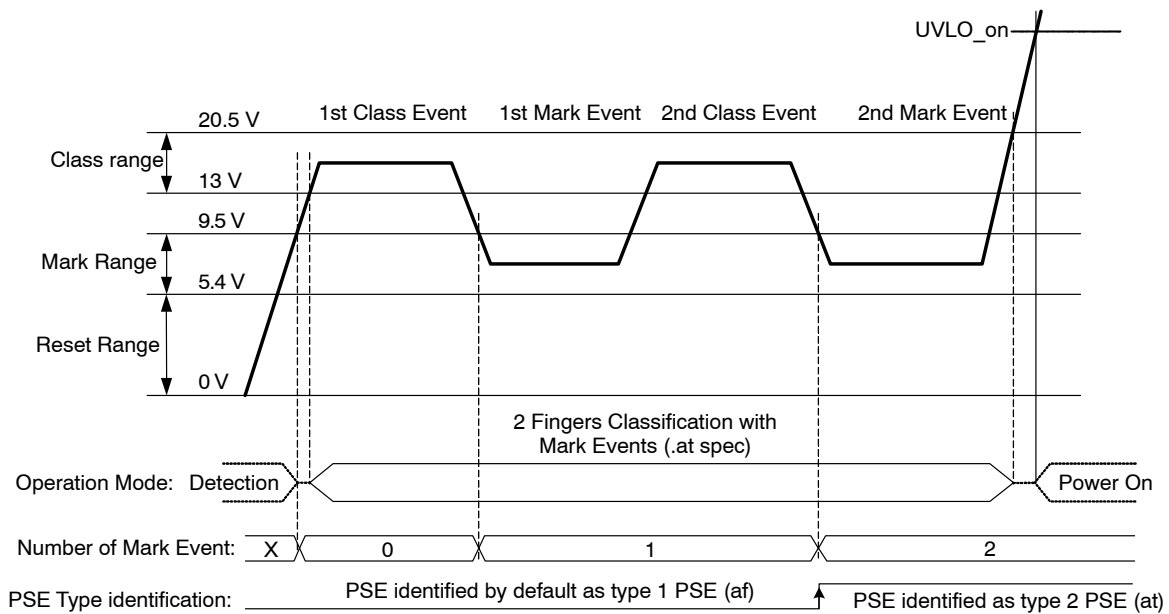 UVLO_on
1st Class Event 1st Mark Event 2nd Class Event 2nd Mark Event
20.5 V
Class range
13 V
9.5 V
Mark Range
5.4 V
Reset Range
0 V
2 Fingers Classification with
Mark Events (.at spec)
Operation Mode: Detection Power On
Number of Mark Event: X 0 1 2
PSE Type identification: PSE identified by default as type 1 PSE (af) PSE identified as type 2 PSE (at)